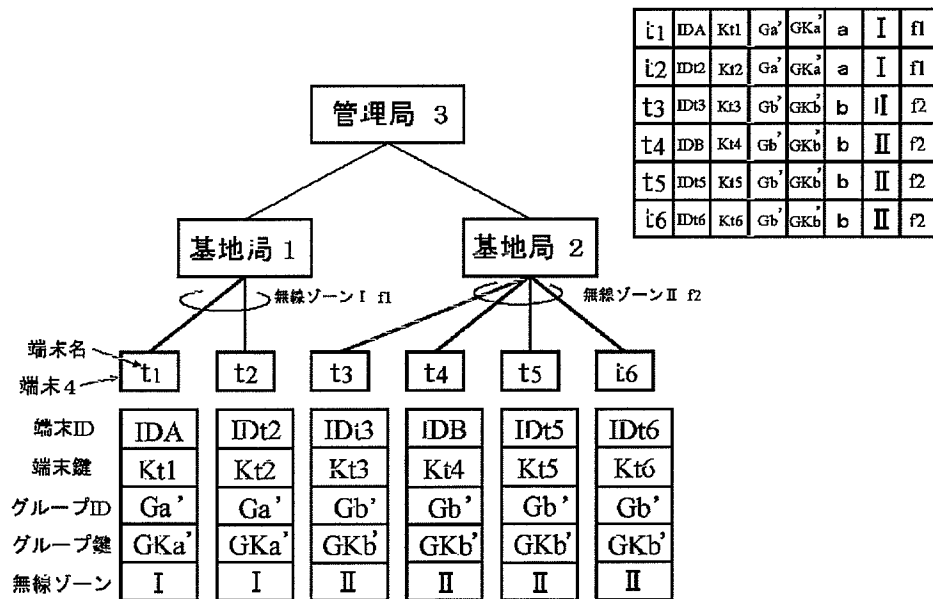 t1 IDA Kt1 Ga' GKa' a I f1
t2 IDt2 Kt2 Ga' GKa' a I f1
t3 IDt3 Kt3 Gb' GKb' b II f2
t4 IDB Kt4 Gb' GKb' b II f2
t5 IDt5 Kt5 Gb' GKb' b II f2
t6 IDt6 Kt6 Gb' GKb' b II f2
管理局 3
基地局 1 基地局 2
無線ゾーンⅠ f1 無線ゾーンⅡ f2
端末名
端末4
t1 t2 t3 t4 t5 t6
端末ID IDA IDt2 IDt3 IDB IDt5 IDt6
端末鍵 Kt1 Kt2 Kt3 Kt4 Kt5 Kt6
グループID Ga' Ga' Gb' Gb' Gb' Gb'
グループ鍵 GKa' GKa' GKb' GKb' GKb' GKb'
無線ゾーン I I II II II II